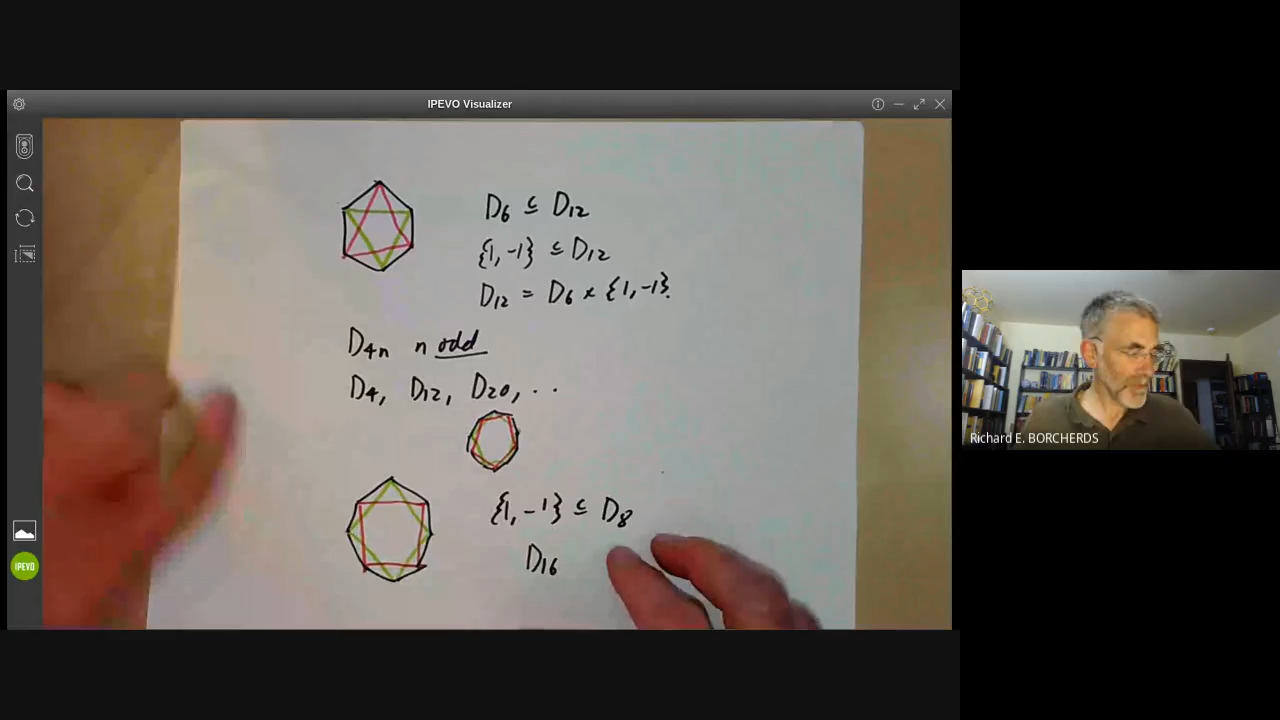 IPEVO Visualizer
D₆ ⊆ D₁₂
{1, -1} ⊆ D₁₂
D₁₂ = D₆ × {1, -1}.
D₄ₙ n odd
D₄, D₁₂, D₂₀, ...
{1, -1} ⊆ D₈
D₁₆
IPEVO
Richard E. BORCHERDS